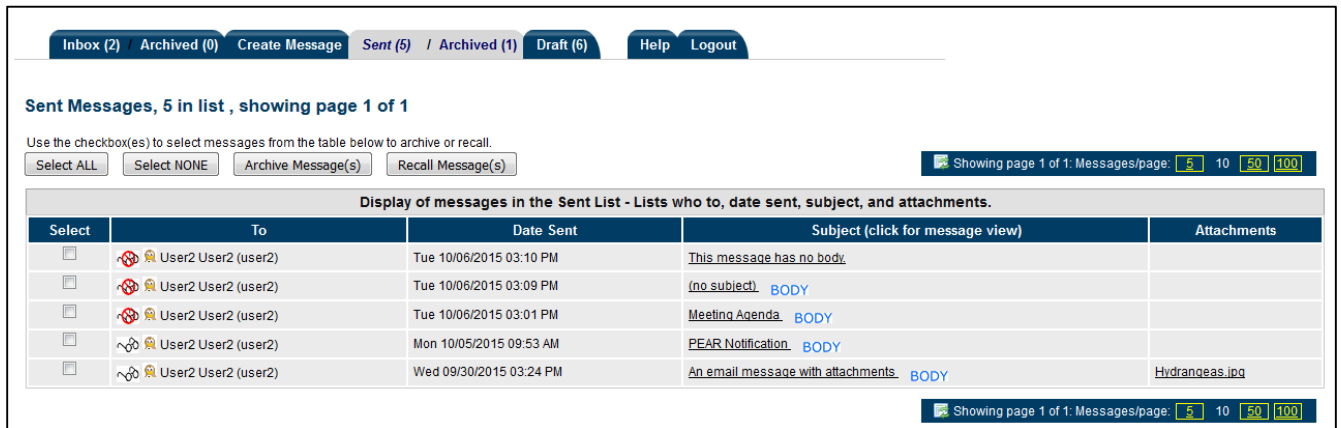 Inbox (2) / Archived (0) Create Message Sent (5) / Archived (1) Draft (6) Help Logout
Sent Messages, 5 in list , showing page 1 of 1
Use the checkbox(es) to select messages from the table below to archive or recall.
Select ALL Select NONE Archive Message(s) Recall Message(s) Showing page 1 of 1: Messages/page: 5 10 50 100
Display of messages in the Sent List - Lists who to, date sent, subject, and attachments.
Select To Date Sent Subject (click for message view) Attachments
User2 User2 (user2) Tue 10/06/2015 03:10 PM This message has no body.
User2 User2 (user2) Tue 10/06/2015 03:09 PM (no subject) BODY
User2 User2 (user2) Tue 10/06/2015 03:01 PM Meeting Agenda BODY
User2 User2 (user2) Mon 10/05/2015 09:53 AM PEAR Notification BODY
User2 User2 (user2) Wed 09/30/2015 03:24 PM An email message with attachments BODY Hydrangeas.jpg
Showing page 1 of 1: Messages/page: 5 10 50 100